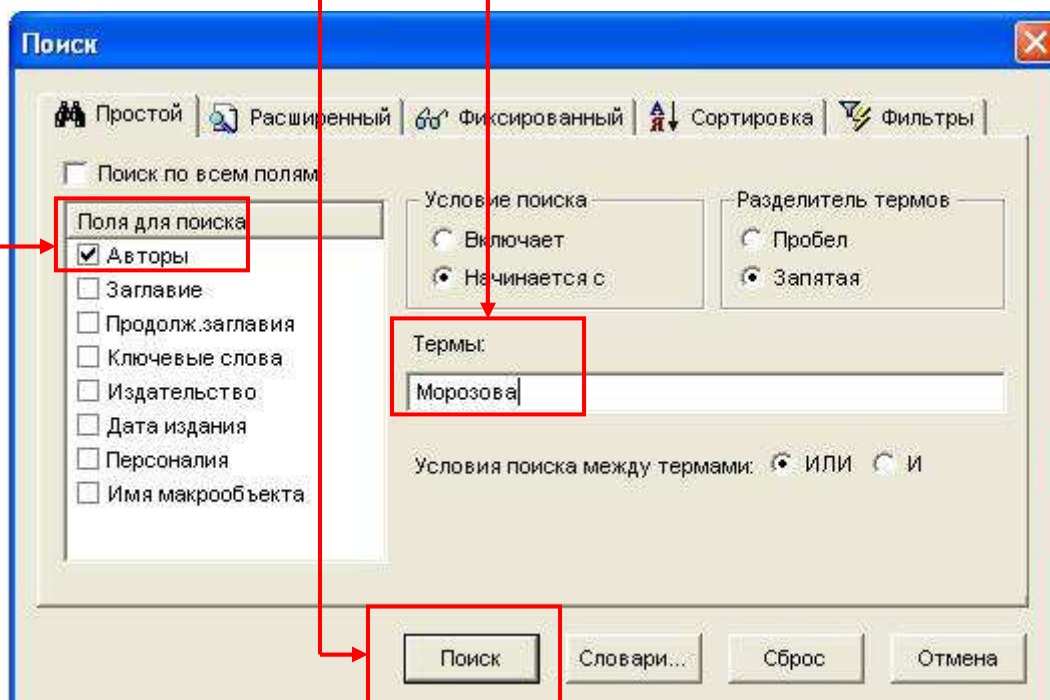 Поиск
Простой
Расширенный
Фиксированный
Сортировка
Фильтры
Поиск по всем полям
Поля для поиска
Авторы
Заглавие
Продолж.заглавия
Ключевые слова
Издательство
Дата издания
Персоналия
Имя макрообъекта
Условие поиска
Включает
Начинается с
Разделитель термов
Пробел
Запятая
Термы:
Морозова
Условия поиска между термами: ИЛИ И
Поиск
Словари...
Сброс
Отмена